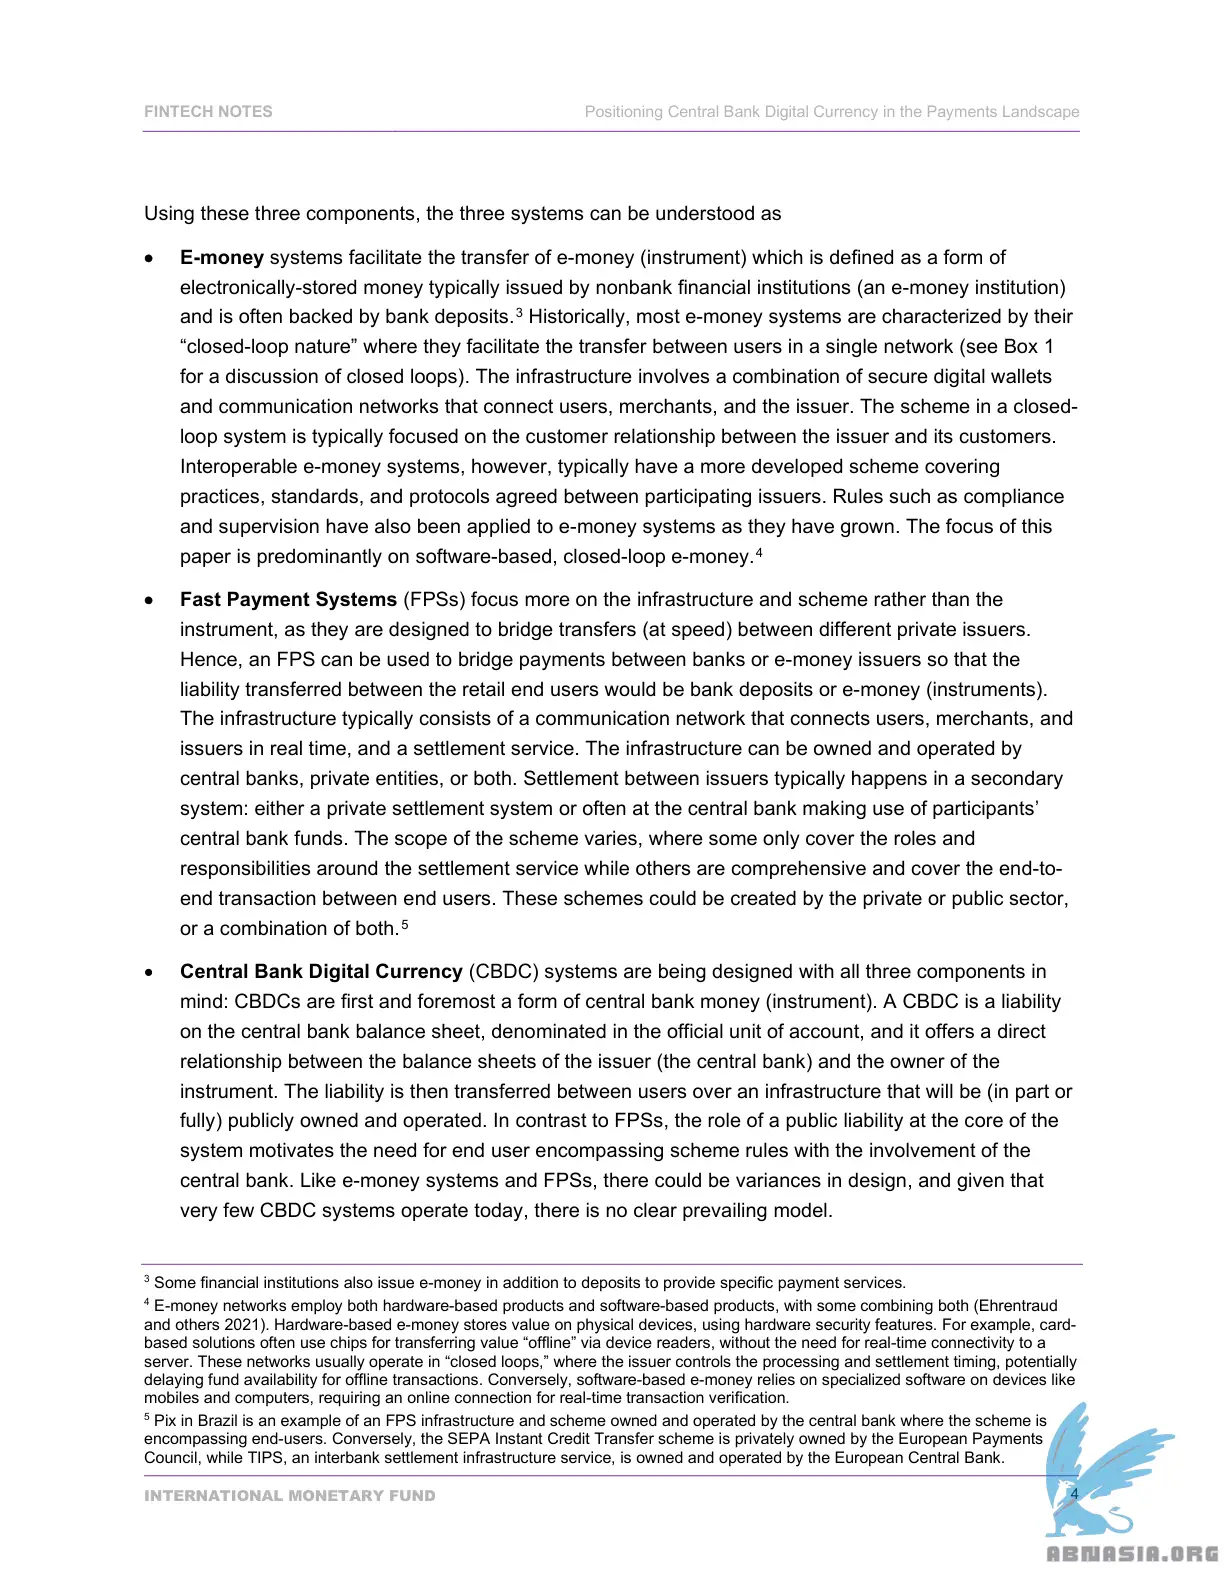 FINTECH NOTES Positioning Central Bank Digital Currency in the Payments Landscape
Using these three components, the three systems can be understood as
• E-money systems facilitate the transfer of e-money (instrument) which is defined as a form of
electronically-stored money typically issued by nonbank financial institutions (an e-money institution)
and is often backed by bank deposits.³ Historically, most e-money systems are characterized by their
“closed-loop nature” where they facilitate the transfer between users in a single network (see Box 1
for a discussion of closed loops). The infrastructure involves a combination of secure digital wallets
and communication networks that connect users, merchants, and the issuer. The scheme in a closed-
loop system is typically focused on the customer relationship between the issuer and its customers.
Interoperable e-money systems, however, typically have a more developed scheme covering
practices, standards, and protocols agreed between participating issuers. Rules such as compliance
and supervision have also been applied to e-money systems as they have grown. The focus of this
paper is predominantly on software-based, closed-loop e-money.⁴
• Fast Payment Systems (FPSs) focus more on the infrastructure and scheme rather than the
instrument, as they are designed to bridge transfers (at speed) between different private issuers.
Hence, an FPS can be used to bridge payments between banks or e-money issuers so that the
liability transferred between the retail end users would be bank deposits or e-money (instruments).
The infrastructure typically consists of a communication network that connects users, merchants, and
issuers in real time, and a settlement service. The infrastructure can be owned and operated by
central banks, private entities, or both. Settlement between issuers typically happens in a secondary
system: either a private settlement system or often at the central bank making use of participants’
central bank funds. The scope of the scheme varies, where some only cover the roles and
responsibilities around the settlement service while others are comprehensive and cover the end-to-
end transaction between end users. These schemes could be created by the private or public sector,
or a combination of both.⁵
• Central Bank Digital Currency (CBDC) systems are being designed with all three components in
mind: CBDCs are first and foremost a form of central bank money (instrument). A CBDC is a liability
on the central bank balance sheet, denominated in the official unit of account, and it offers a direct
relationship between the balance sheets of the issuer (the central bank) and the owner of the
instrument. The liability is then transferred between users over an infrastructure that will be (in part or
fully) publicly owned and operated. In contrast to FPSs, the role of a public liability at the core of the
system motivates the need for end user encompassing scheme rules with the involvement of the
central bank. Like e-money systems and FPSs, there could be variances in design, and given that
very few CBDC systems operate today, there is no clear prevailing model.
³ Some financial institutions also issue e-money in addition to deposits to provide specific payment services.
⁴ E-money networks employ both hardware-based products and software-based products, with some combining both (Ehrentraud
and others 2021). Hardware-based e-money stores value on physical devices, using hardware security features. For example, card-
based solutions often use chips for transferring value “offline” via device readers, without the need for real-time connectivity to a
server. These networks usually operate in “closed loops,” where the issuer controls the processing and settlement timing, potentially
delaying fund availability for offline transactions. Conversely, software-based e-money relies on specialized software on devices like
mobiles and computers, requiring an online connection for real-time transaction verification.
⁵ Pix in Brazil is an example of an FPS infrastructure and scheme owned and operated by the central bank where the scheme is
encompassing end-users. Conversely, the SEPA Instant Credit Transfer scheme is privately owned by the European Payments
Council, while TIPS, an interbank settlement infrastructure service, is owned and operated by the European Central Bank.
INTERNATIONAL MONETARY FUND 4
ABNASIA.ORG